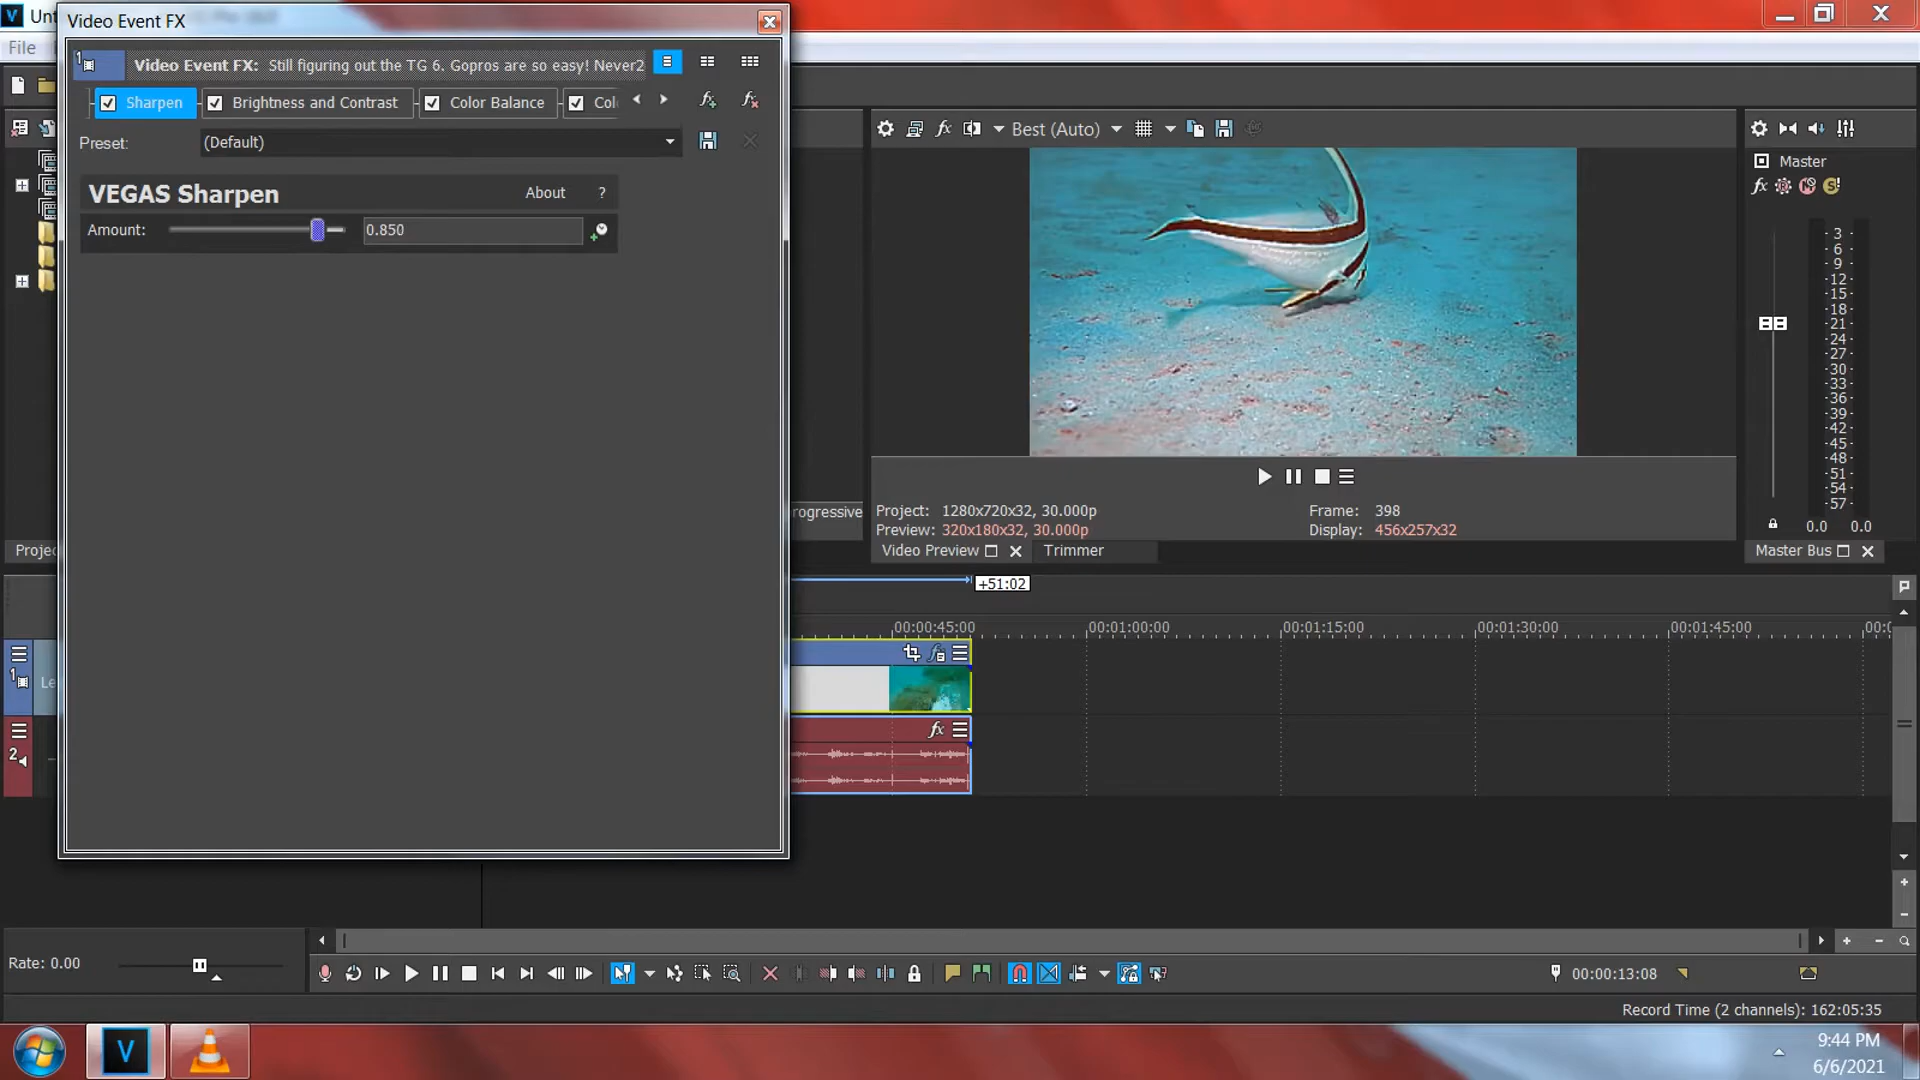 Unt
Video Event FX
File
1
Video Event FX: Still figuring out the TG 6. Gopros are so easy! Never2
Sharpen
Brightness and Contrast
Color Balance
Col
Preset:
(Default)
VEGAS Sharpen
About
?
Amount:
0.850
Best (Auto)
Master
3
6
9
12
15
18
21
24
27
30
33
36
39
42
45
48
51
54
57
0.0
0.0
rogressive
Project: 1280x720x32, 30.000p
Frame: 398
Preview: 320x180x32, 30.000p
Display: 456x257x32
Projec
Video Preview
Trimmer
Master Bus
+51:02
00:00:45:00
00:01:00:00
00:01:15:00
00:01:30:00
00:01:45:00
00:0
1
Le
2
Rate: 0.00
00:00:13:08
Record Time (2 channels): 162:05:35
V
9:44 PM
6/6/2021